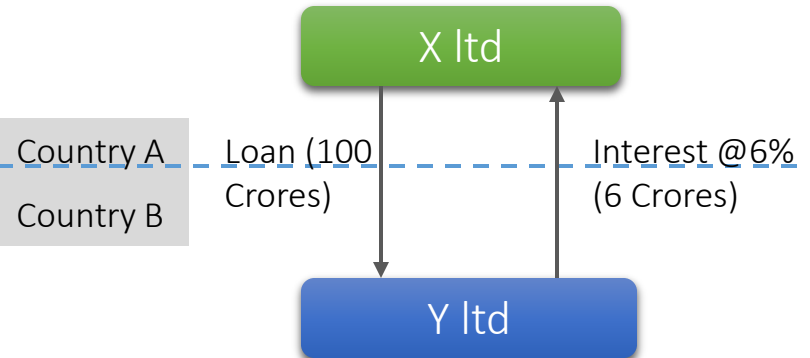 X ltd
Country A
Country B
Loan (100
Crores)
Interest @6%
(6 Crores)
Y ltd